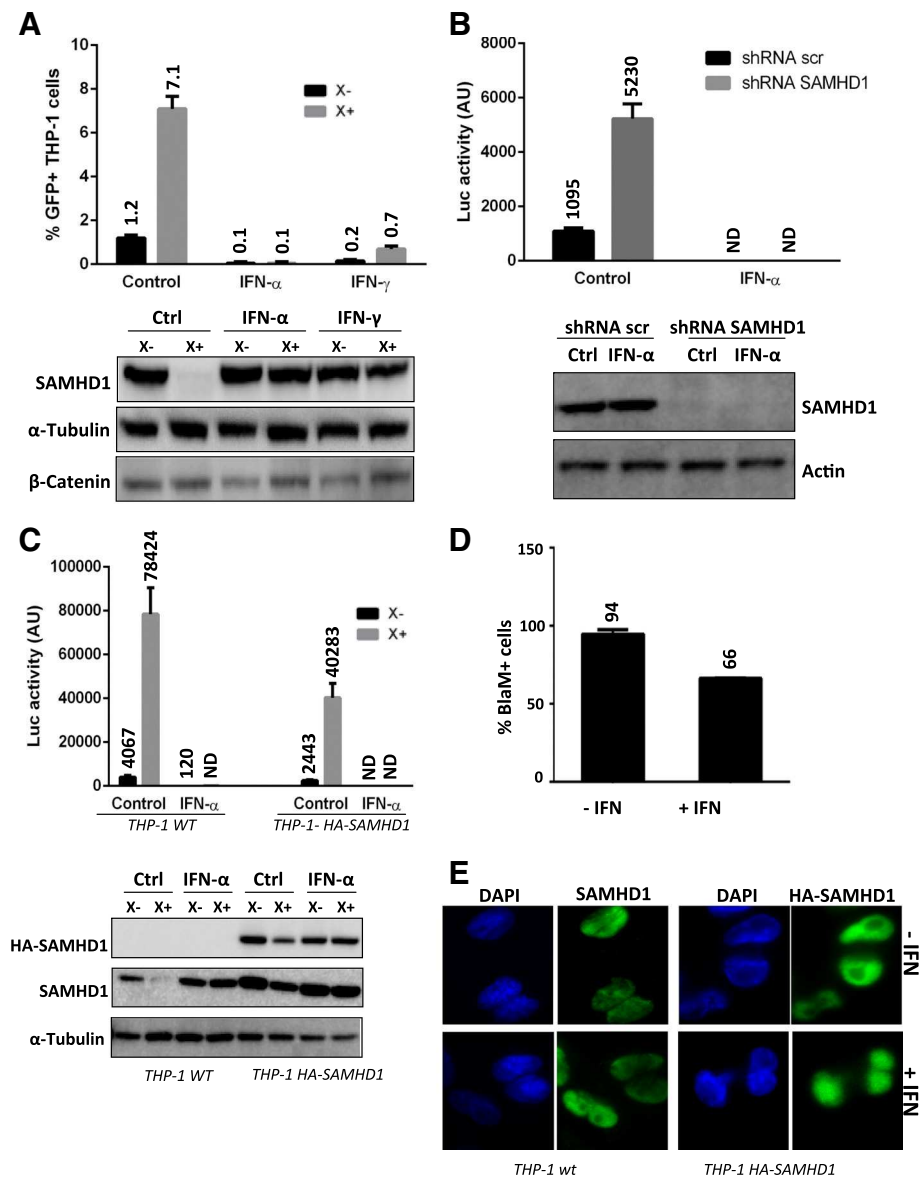 A
% GFP+ THP-1 cells
10
8
6
4
2
0
1.2
7.1
0.1
0.1
0.2
0.7
X-
X+
Control
IFN-α
IFN-γ
Ctrl
IFN-α
IFN-γ
X-
X+
X-
X+
X-
X+
SAMHD1
α-Tubulin
β-Catenin
B
Luc activity (AU)
8000
6000
4000
2000
0
1095
5230
ND
ND
shRNA scr
shRNA SAMHD1
Control
IFN-α
shRNA scr
shRNA SAMHD1
Ctrl
IFN-α
Ctrl
IFN-α
SAMHD1
Actin
C
Luc activity (AU)
100000
80000
60000
40000
20000
0
4067
78424
120
ND
2443
40283
ND
ND
X-
X+
Control
IFN-α
Control
IFN-α
THP-1 WT
THP-1- HA-SAMHD1
Ctrl
IFN-α
Ctrl
IFN-α
X-
X+
X-
X+
X-
X+
X-
X+
HA-SAMHD1
SAMHD1
α-Tubulin
THP-1 WT
THP-1 HA-SAMHD1
D
% BlaM+ cells
150
100
50
0
94
66
- IFN
+ IFN
E
DAPI
SAMHD1
DAPI
HA-SAMHD1
- IFN
+ IFN
THP-1 wt
THP-1 HA-SAMHD1